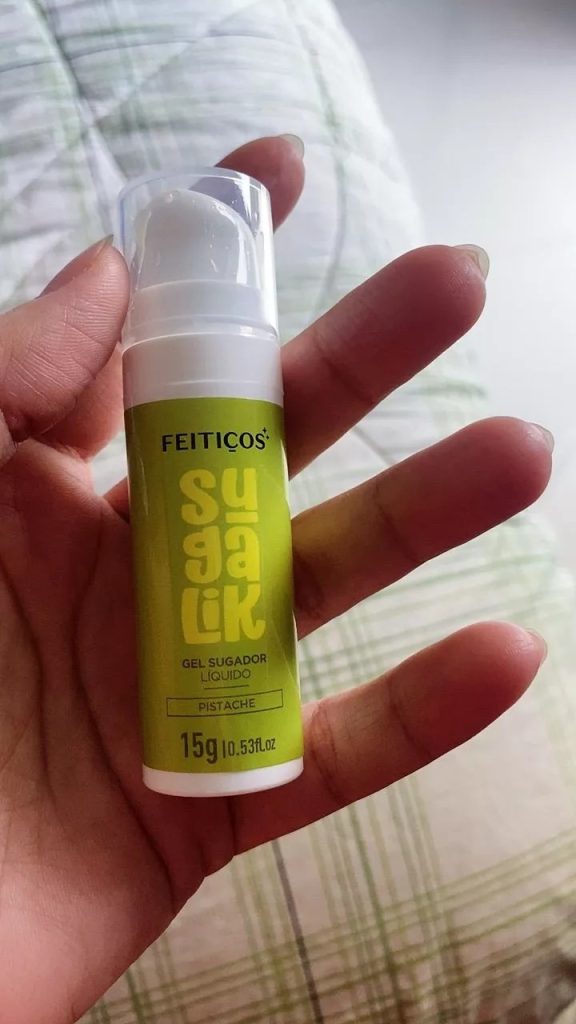 FEITIÇOS
su
ga
LiK
GEL SUGADOR
LÍQUIDO
PISTACHE
15g|0.53fl.oz